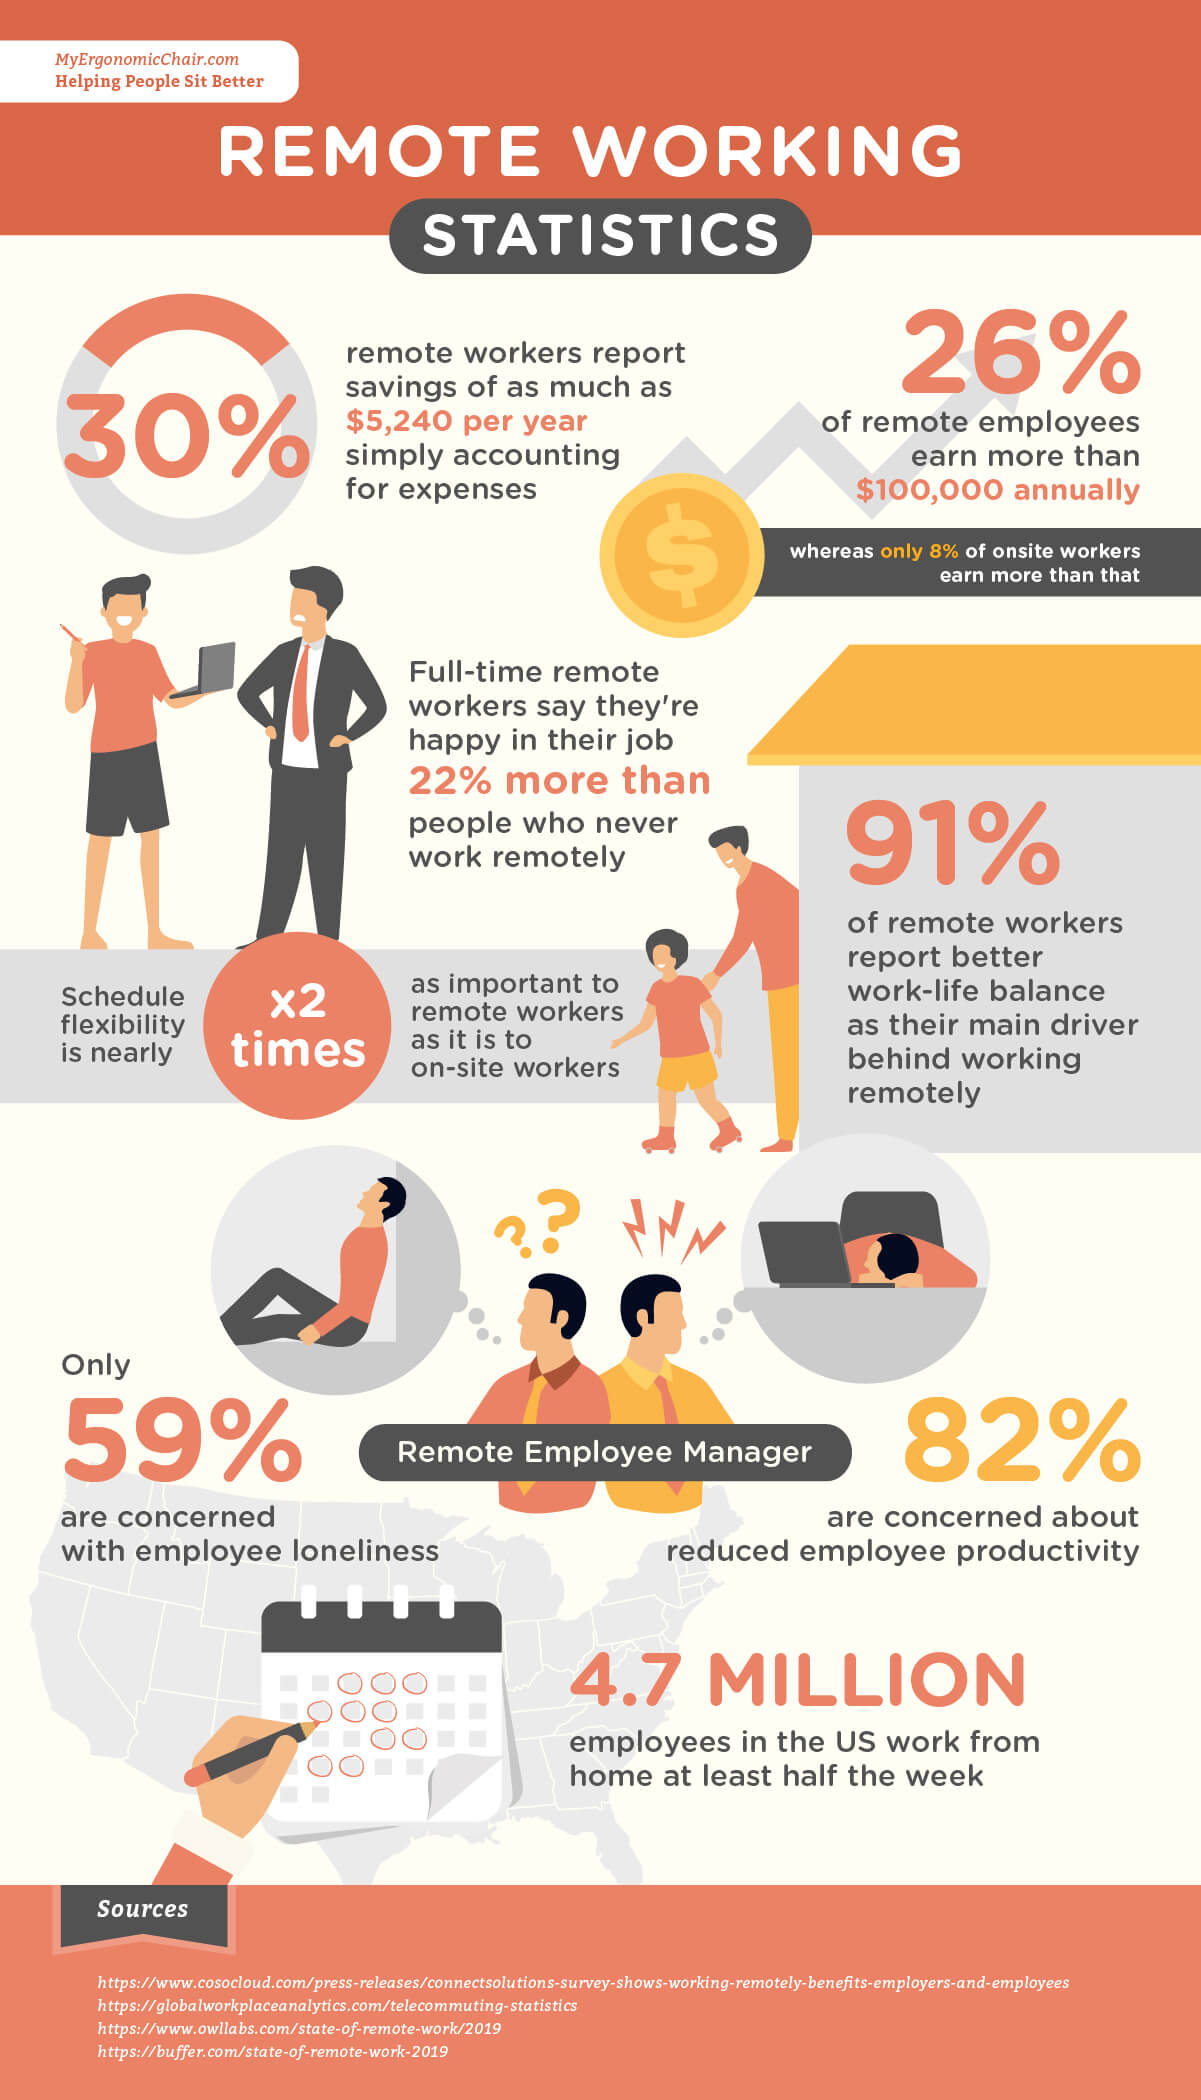 MyErgonomicChair.com
Helping People Sit Better
REMOTE WORKING
STATISTICS
30%
remote workers report
savings of as much as
$5,240 per year
simply accounting
for expenses
26%
of remote employees
earn more than
$100,000 annually
$
whereas only 8% of onsite workers
earn more than that
Full-time remote
workers say they're
happy in their job
22% more than
people who never
work remotely
91%
of remote workers
report better
work-life balance
as their main driver
behind working
remotely
Schedule
flexibility
is nearly
x2
times
as important to
remote workers
as it is to
on-site workers
??
Only
59%
are concerned
with employee loneliness
Remote Employee Manager
82%
are concerned about
reduced employee productivity
4.7 MILLION
employees in the US work from
home at least half the week
Sources
https://www.cosocloud.com/press-releases/connectsolutions-survey-shows-working-remotely-benefits-employers-and-employees
https://globalworkplaceanalytics.com/telecommuting-statistics
https://www.owllabs.com/state-of-remote-work/2019
https://buffer.com/state-of-remote-work-2019